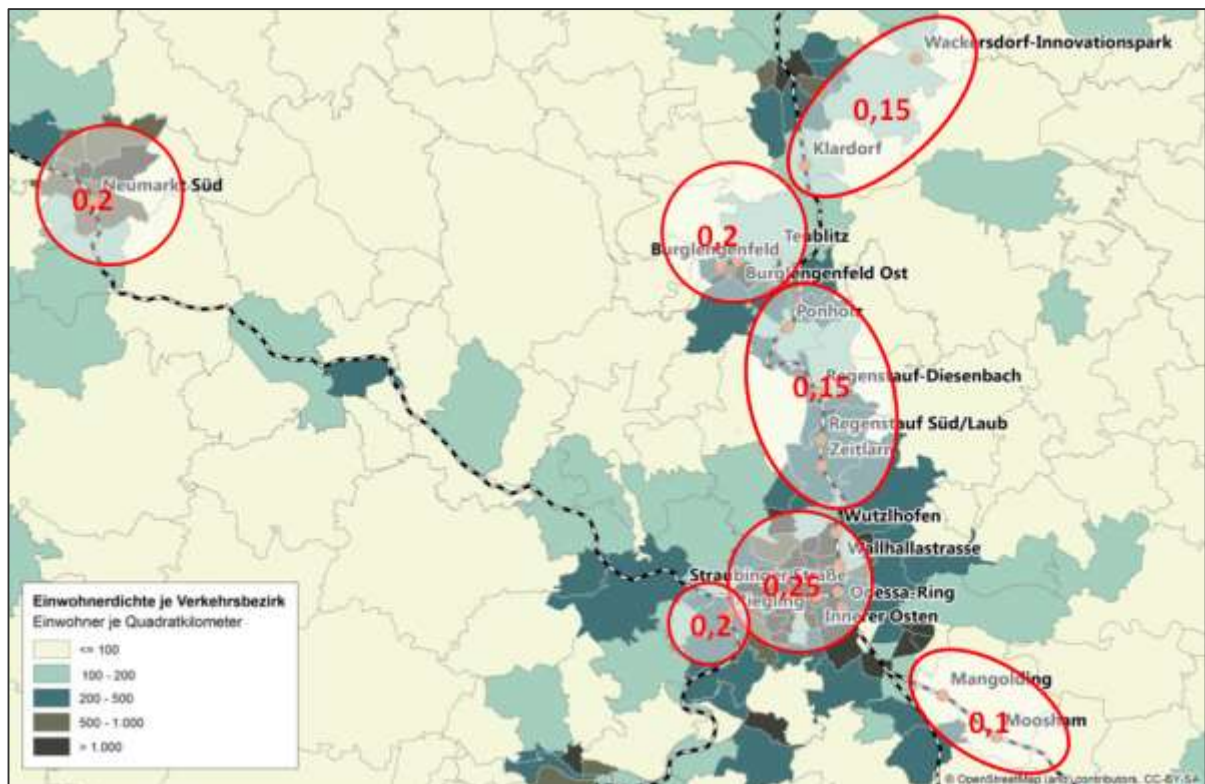 Wackersdorf-Innovationspark
0,15
Klardorf
Neumarkt Süd
0,2
0,2
Teublitz
Burglengenfeld
Burglengenfeld Ost
Ponholz
Regenstauf-Diesenbach
0,15
Regenstauf Süd/Laub
Zeitlarn
Wutzlhofen
Wallhallastrasse
Straubinger Straße
0,25
Odessa-Ring
Innerer Osten
0,2
Mangolding
0,1
Moosham
Einwohnerdichte je Verkehrsbezirk
Einwohner je Quadratkilometer
<= 100
100 - 200
200 - 500
500 - 1.000
> 1.000
© OpenStreetMap (and) contributors, CC-BY-SA